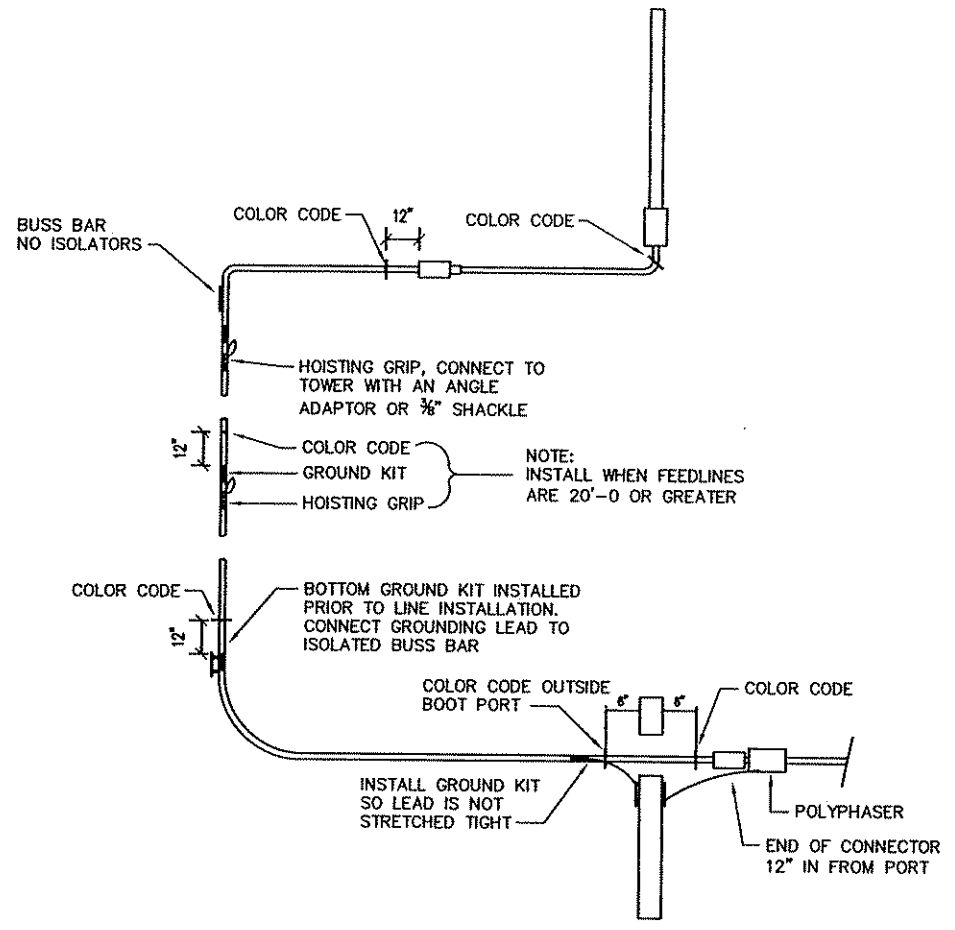 COLOR CODE
12"
COLOR CODE
BUSS BAR
NO ISOLATORS
HOISTING GRIP, CONNECT TO
TOWER WITH AN ANGLE
ADAPTOR OR ⅜" SHACKLE
12"
COLOR CODE
GROUND KIT
HOISTING GRIP
NOTE:
INSTALL WHEN FEEDLINES
ARE 20'-0 OR GREATER
COLOR CODE
12"
BOTTOM GROUND KIT INSTALLED
PRIOR TO LINE INSTALLATION.
CONNECT GROUNDING LEAD TO
ISOLATED BUSS BAR
COLOR CODE OUTSIDE
BOOT PORT
COLOR CODE
INSTALL GROUND KIT
SO LEAD IS NOT
STRETCHED TIGHT
POLYPHASER
END OF CONNECTOR
12" IN FROM PORT